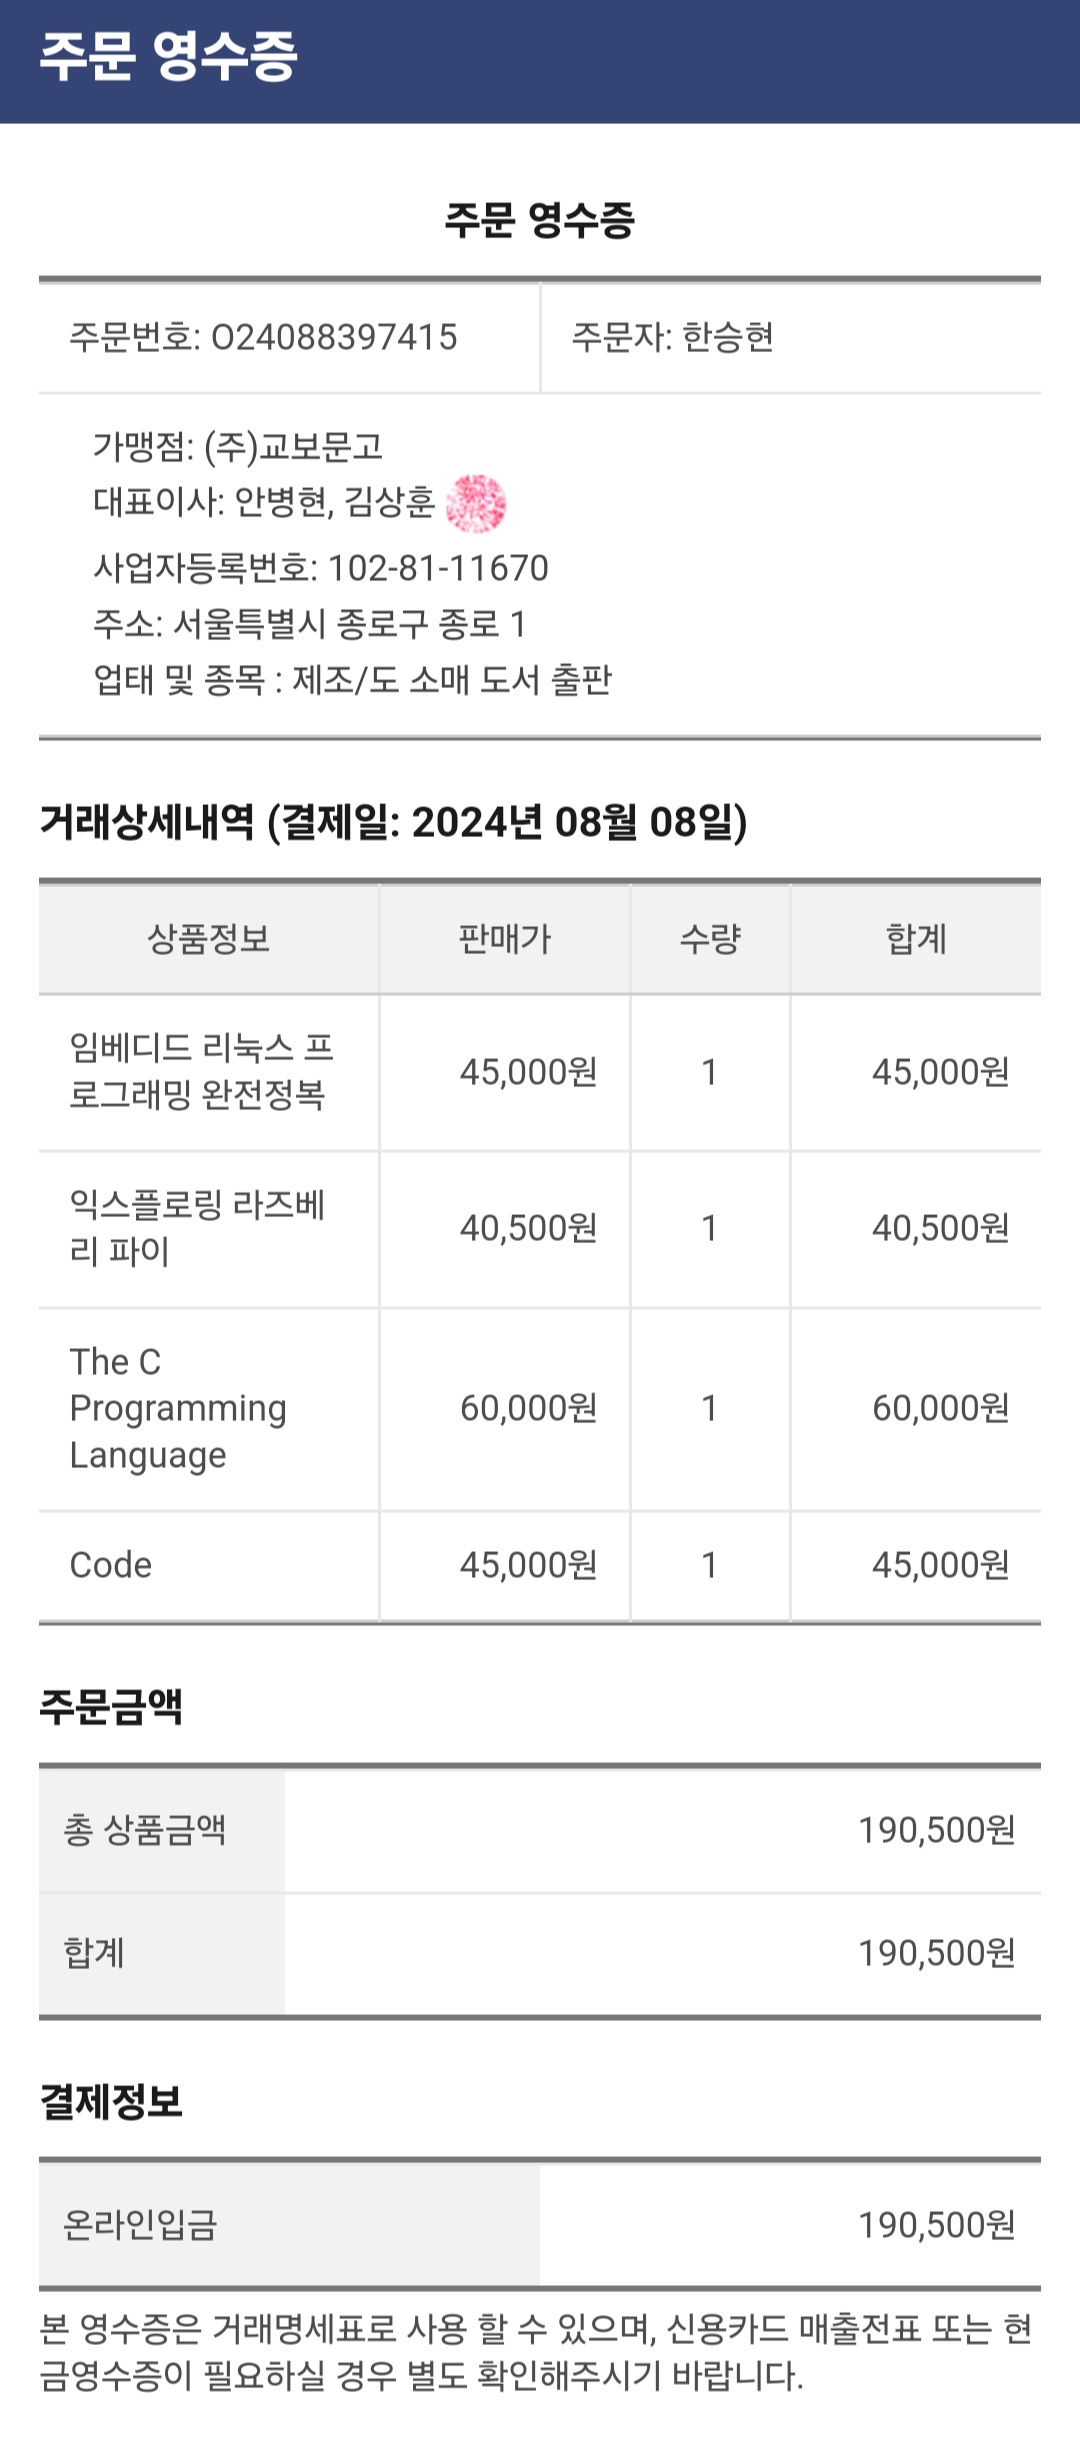 주문 영수증
주문 영수증
주문번호: O24088397415 주문자: 한승현
가맹점: (주)교보문고
대표이사: 안병현, 김상훈
사업자등록번호: 102-81-11670
주소: 서울특별시 종로구 종로 1
업태 및 종목 : 제조/도 소매 도서 출판
거래상세내역 (결제일: 2024년 08월 08일)
상품정보 판매가 수량 합계
임베디드 리눅스 프
로그래밍 완전정복 45,000원 1 45,000원
익스플로링 라즈베
리 파이 40,500원 1 40,500원
The C
Programming 60,000원 1 60,000원
Language
Code 45,000원 1 45,000원
주문금액
총 상품금액 190,500원
합계 190,500원
결제정보
온라인입금 190,500원
본 영수증은 거래명세표로 사용 할 수 있으며, 신용카드 매출전표 또는 현
금영수증이 필요하실 경우 별도 확인해주시기 바랍니다.